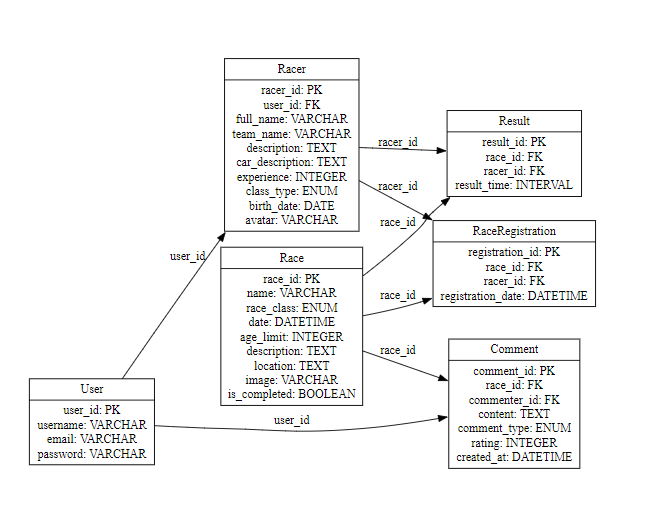 Racer
racer_id: PK
user_id: FK
full_name: VARCHAR
team_name: VARCHAR
description: TEXT
car_description: TEXT
experience: INTEGER
class_type: ENUM
birth_date: DATE
avatar: VARCHAR
Result
result_id: PK
race_id: FK
racer_id: FK
result_time: INTERVAL
racer_id
racer_id
race_id
RaceRegistration
registration_id: PK
race_id: FK
racer_id: FK
registration_date: DATETIME
user_id
Race
race_id: PK
name: VARCHAR
race_class: ENUM
date: DATETIME
age_limit: INTEGER
description: TEXT
location: TEXT
image: VARCHAR
is_completed: BOOLEAN
race_id
race_id
Comment
comment_id: PK
race_id: FK
commenter_id: FK
content: TEXT
comment_type: ENUM
rating: INTEGER
created_at: DATETIME
User
user_id: PK
username: VARCHAR
email: VARCHAR
password: VARCHAR
user_id